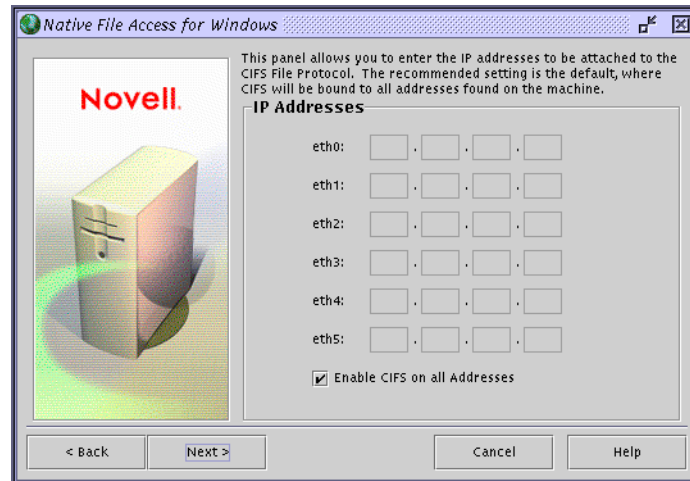 Native File Access for Windows
This panel allows you to enter the IP addresses to be attached to the
CIFS File Protocol. The recommended setting is the default, where
CIFS will be bound to all addresses found on the machine.
Novell.
IP Addresses
eth0: . . .
eth1: . . .
eth2: . . .
eth3: . . .
eth4: . . .
eth5: . . .
Enable CIFS on all Addresses
< Back
Next >
Cancel
Help